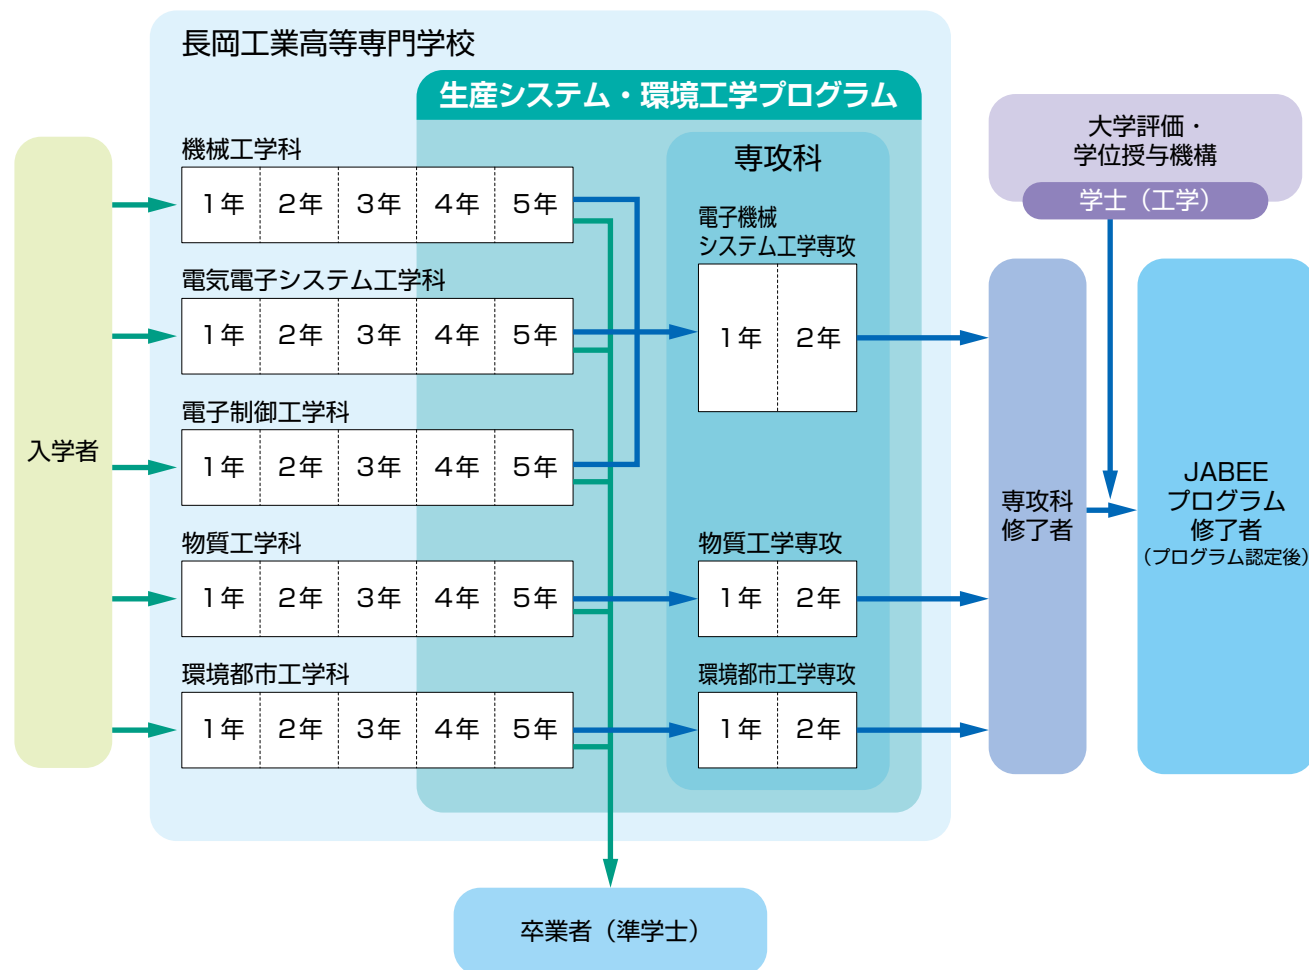 長岡工業高等専門学校
生産システム・環境工学プログラム
入学者
機械工学科
1年 2年 3年 4年 5年
電気電子システム工学科
1年 2年 3年 4年 5年
電子制御工学科
1年 2年 3年 4年 5年
物質工学科
1年 2年 3年 4年 5年
環境都市工学科
1年 2年 3年 4年 5年
専攻科
電子機械
システム工学専攻
1年 2年
物質工学専攻
1年 2年
環境都市工学専攻
1年 2年
大学評価・
学位授与機構
学士（工学）
専攻科
修了者
JABEE
プログラム
修了者
（プログラム認定後）
卒業者（準学士）